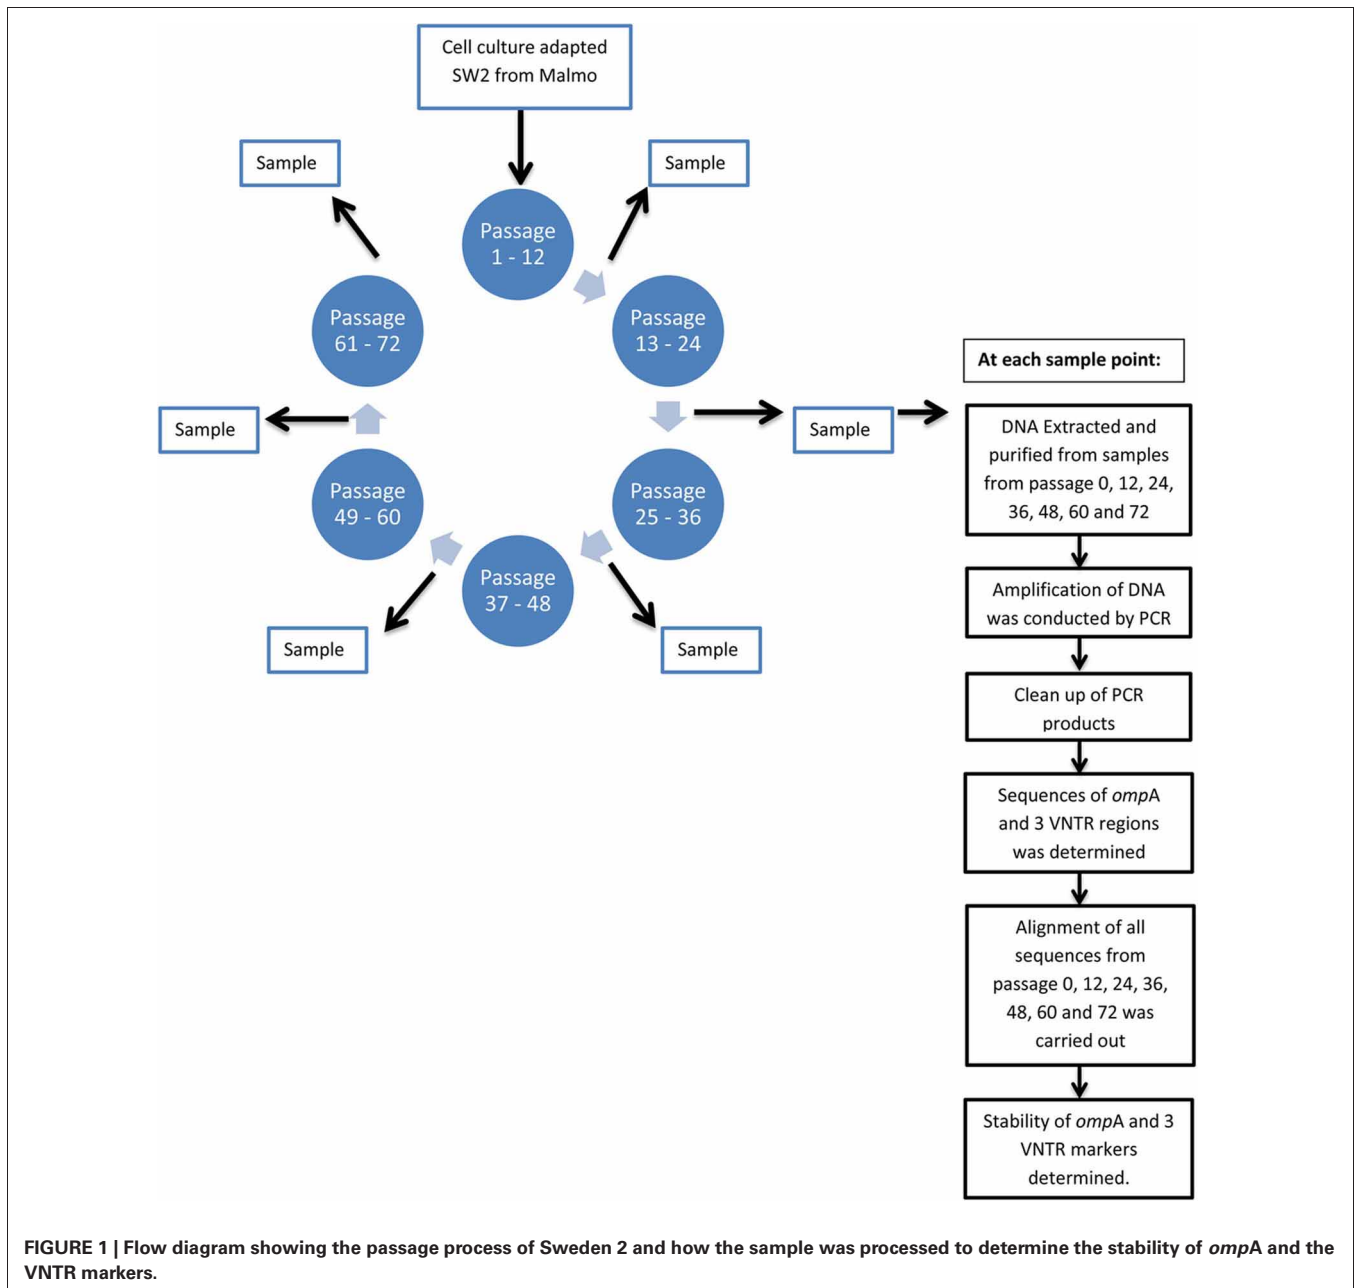 Cell culture adapted
SW2 from Malmo
Sample
Sample
Passage
1 - 12
Passage
61 - 72
Passage
13 - 24
At each sample point:
Sample
Sample
DNA Extracted and
purified from samples
from passage 0, 12, 24,
36, 48, 60 and 72
Passage
49 - 60
Passage
25 - 36
Passage
37 - 48
Sample
Sample
Amplification of DNA
was conducted by PCR
Clean up of PCR
products
Sequences of ompA
and 3 VNTR regions
was determined
Alignment of all
sequences from
passage 0, 12, 24, 36,
48, 60 and 72 was
carried out
Stability of ompA and 3
VNTR markers
determined.
FIGURE 1 | Flow diagram showing the passage process of Sweden 2 and how the sample was processed to determine the stability of ompA and the
VNTR markers.